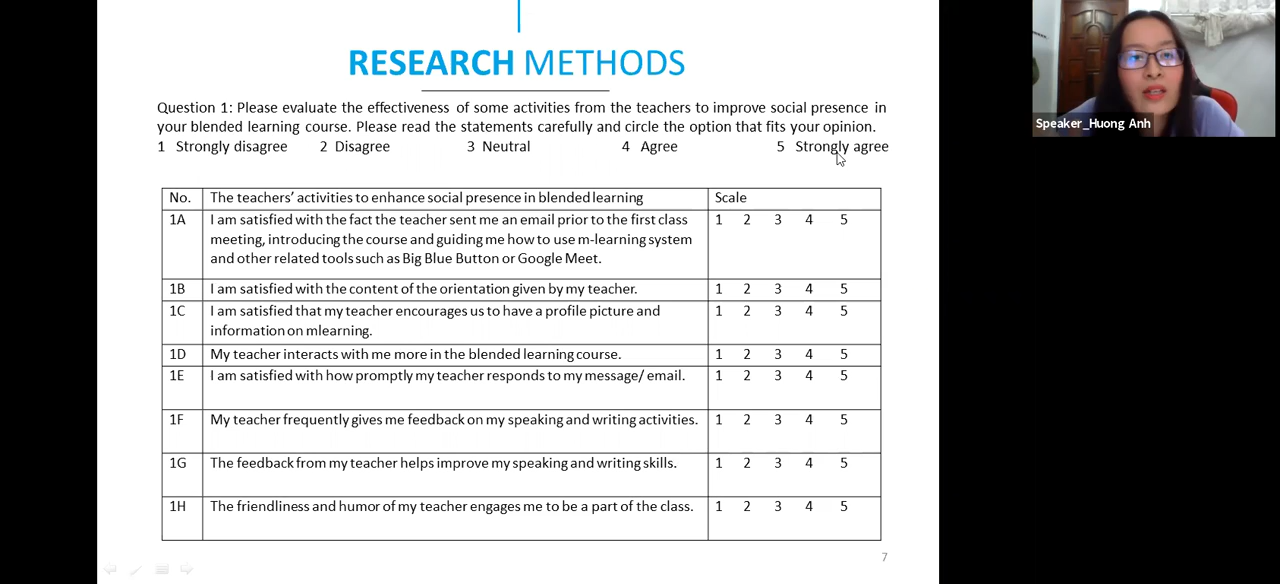 RESEARCH METHODS
Question 1: Please evaluate the effectiveness of some activities from the teachers to improve social presence in
your blended learning course. Please read the statements carefully and circle the option that fits your opinion.
1 Strongly disagree 2 Disagree 3 Neutral 4 Agree 5 Strongly agree
No. The teachers' activities to enhance social presence in blended learning Scale
1A I am satisfied with the fact the teacher sent me an email prior to the first class 1 2 3 4 5
meeting, introducing the course and guiding me how to use m-learning system
and other related tools such as Big Blue Button or Google Meet.
1B I am satisfied with the content of the orientation given by my teacher. 1 2 3 4 5
1C I am satisfied that my teacher encourages us to have a profile picture and 1 2 3 4 5
information on mlearning.
1D My teacher interacts with me more in the blended learning course. 1 2 3 4 5
1E I am satisfied with how promptly my teacher responds to my message/ email. 1 2 3 4 5
1F My teacher frequently gives me feedback on my speaking and writing activities. 1 2 3 4 5
1G The feedback from my teacher helps improve my speaking and writing skills. 1 2 3 4 5
1H The friendliness and humor of my teacher engages me to be a part of the class. 1 2 3 4 5
7
Speaker_Huong Anh